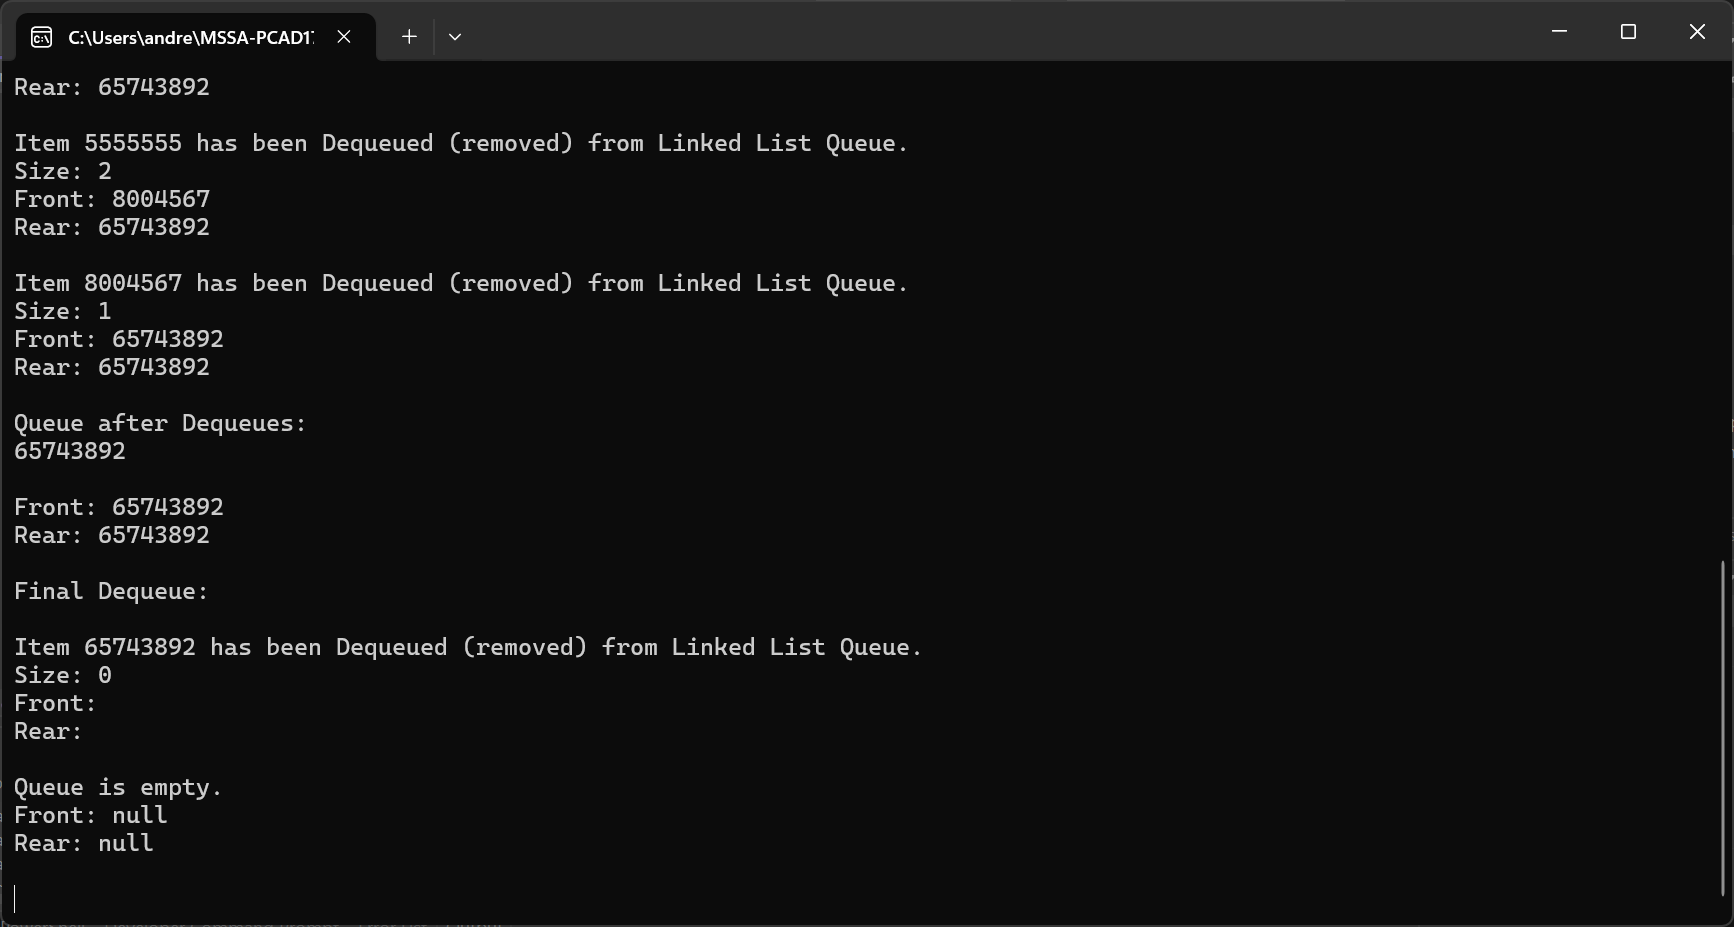 C:\Users\andre\MSSA-PCAD17
Rear: 65743892
Item 5555555 has been Dequeued (removed) from Linked List Queue.
Size: 2
Front: 8004567
Rear: 65743892
Item 8004567 has been Dequeued (removed) from Linked List Queue.
Size: 1
Front: 65743892
Rear: 65743892
Queue after Dequeues:
65743892
Front: 65743892
Rear: 65743892
Final Dequeue:
Item 65743892 has been Dequeued (removed) from Linked List Queue.
Size: 0
Front:
Rear:
Queue is empty.
Front: null
Rear: null